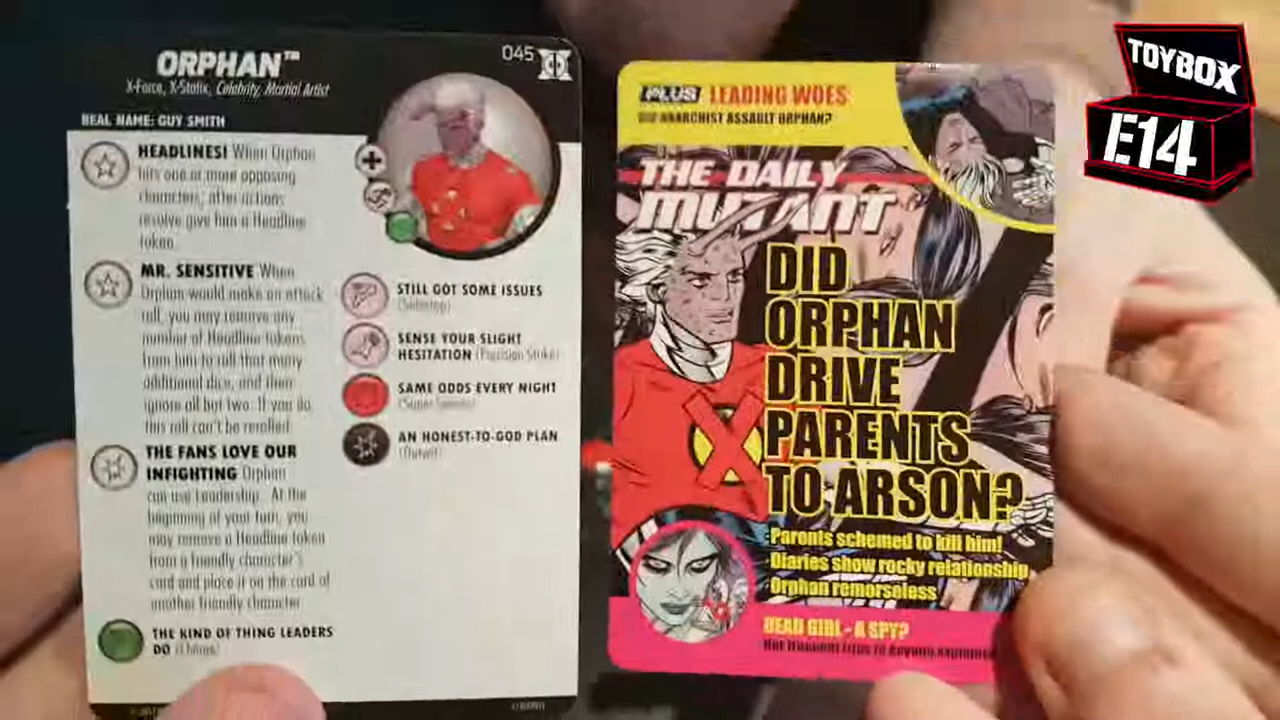 ORPHAN™
045
X-Force, X-Statix, Celebrity, Martial Artist
REAL NAME: GUY SMITH
HEADLINES! When Orphan
hits one or more opposing
characters, after actions
resolve give him a Headline
token.
MR. SENSITIVE When
Orphan would make an attack
roll, you may remove any
number of Headline tokens
from him to roll that many
additional dice, and then
ignore all but two. If you do,
this roll can't be rerolled.
THE FANS LOVE OUR
INFIGHTING Orphan
can use Leadership. At the
beginning of your turn, you
may remove a Headline token
from a friendly character's
card and place it on the card of
another friendly character.
THE KIND OF THING LEADERS
DO
STILL GOT SOME ISSUES
(Sidestep)
SENSE YOUR SLIGHT
HESITATION (Precision Strike)
SAME ODDS EVERY NIGHT
(Super Senses)
AN HONEST-TO-GOD PLAN
(Outwit)
PLUS LEADING WOES:
DID ANARCHIST ASSAULT ORPHAN?
THE DAILY
MUTANT
DID
ORPHAN
DRIVE
PARENTS
TO ARSON?
Parents schemed to kill him!
Diaries show rocky relationship
Orphan remorseless
DEAD GIRL - A SPY?
TOYBOX
E14